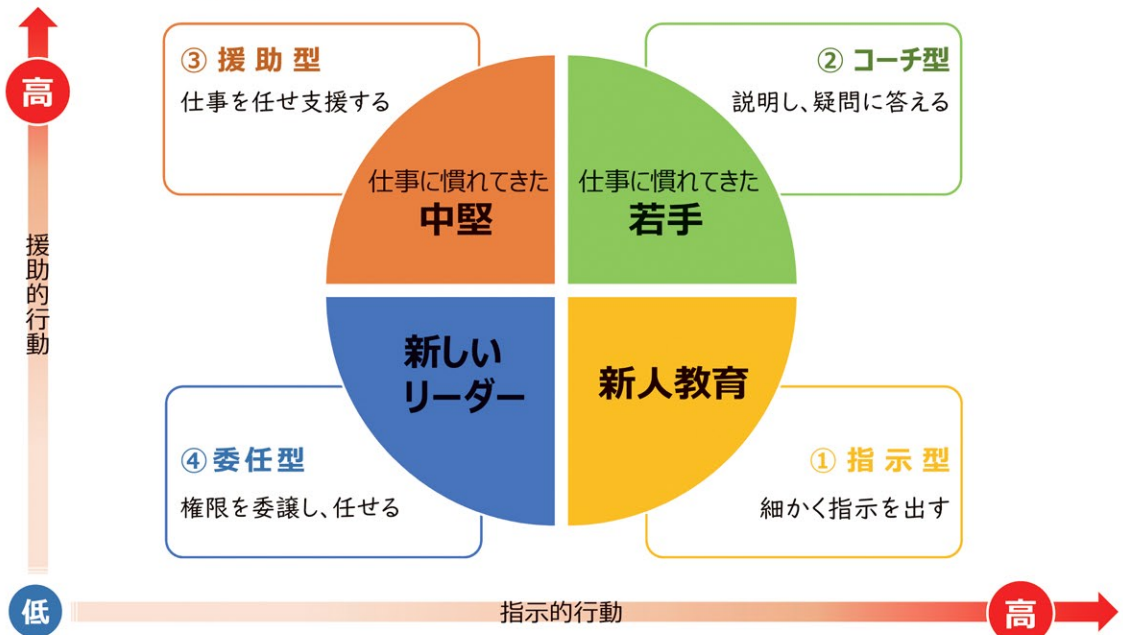 高
③ 援助型
仕事を任せ支援する
② コーチ型
説明し、疑問に答える
仕事に慣れてきた
中堅
仕事に慣れてきた
若手
援助的行動
新しい
リーダー
新人教育
④ 委任型
権限を委譲し、任せる
① 指示型
細かく指示を出す
低
指示的行動
高